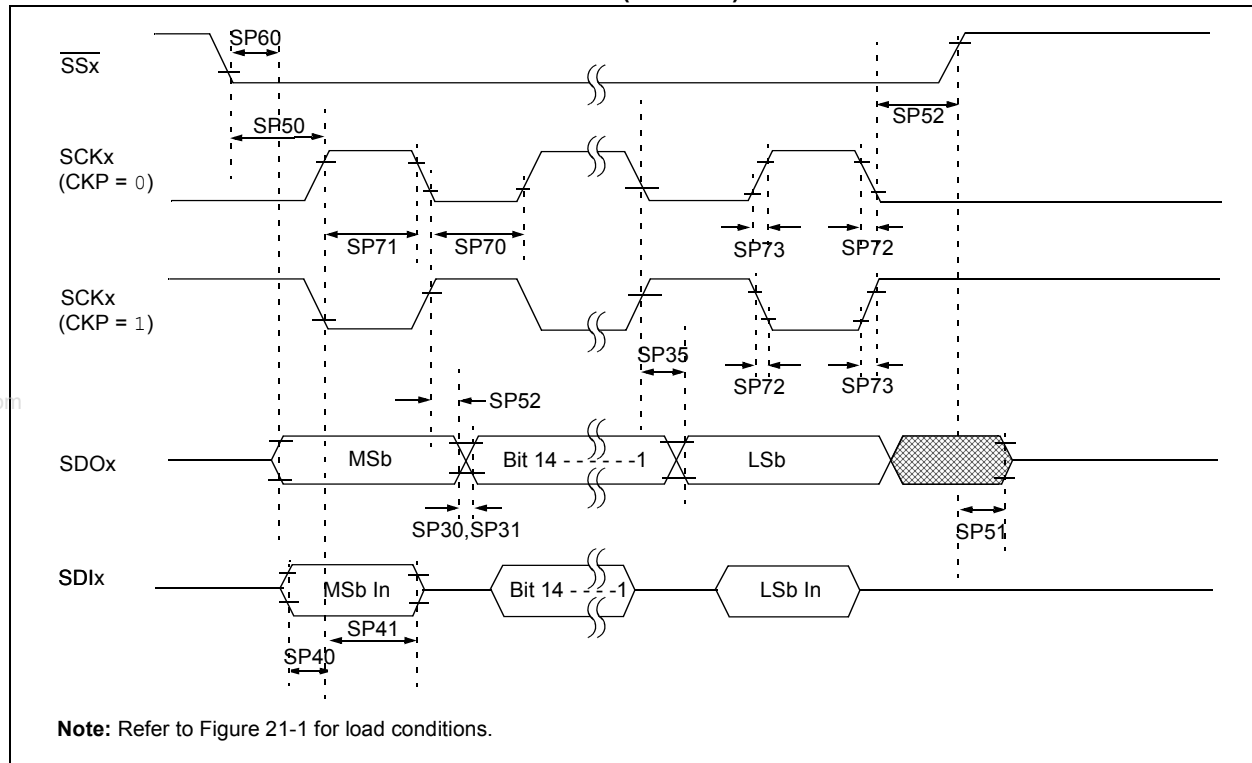 SP60
SSx
SP50
SP52
SCKx
(CKP = 0)
SP71
SP70
SP73
SP72
SCKx
(CKP = 1)
SP35
SP72
SP73
SP52
SDOx
MSb
Bit 14 - - - - - -1
LSb
SP30,SP31
SP51
SDIx
MSb In
Bit 14 - - - -1
LSb In
SP41
SP40
Note: Refer to Figure 21-1 for load conditions.